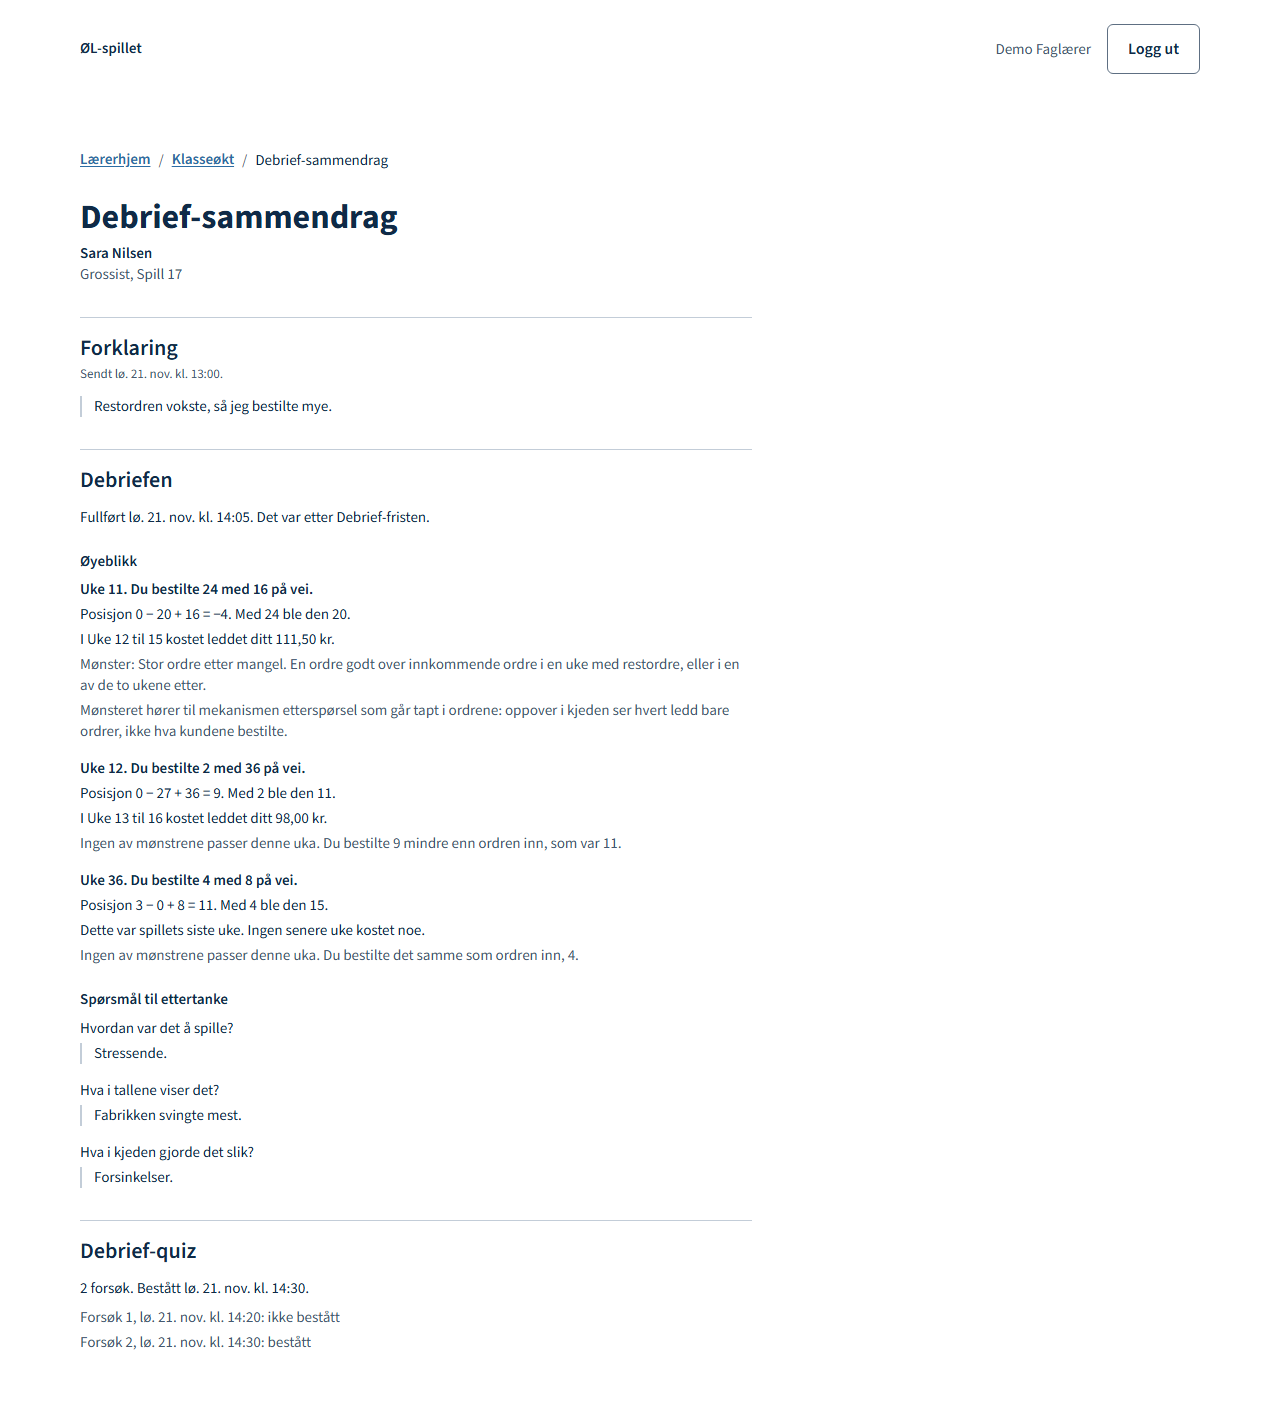 ØL-spillet
Demo Faglærer
Logg ut
Lærerhjem / Klasseøkt / Debrief-sammendrag
Debrief-sammendrag
Sara Nilsen
Grossist, Spill 17
Forklaring
Sendt lø. 21. nov. kl. 13:00.
Restordren vokste, så jeg bestilte mye.
Debriefen
Fullført lø. 21. nov. kl. 14:05. Det var etter Debrief-fristen.
Øyeblikk
Uke 11. Du bestilte 24 med 16 på vei.
Posisjon 0 − 20 + 16 = −4. Med 24 ble den 20.
I Uke 12 til 15 kostet leddet ditt 111,50 kr.
Mønster: Stor ordre etter mangel. En ordre godt over innkommende ordre i en uke med restordre, eller i en
av de to ukene etter.
Mønsteret hører til mekanismen etterspørsel som går tapt i ordrene: oppover i kjeden ser hvert ledd bare
ordrer, ikke hva kundene bestilte.
Uke 12. Du bestilte 2 med 36 på vei.
Posisjon 0 − 27 + 36 = 9. Med 2 ble den 11.
I Uke 13 til 16 kostet leddet ditt 98,00 kr.
Ingen av mønstrene passer denne uka. Du bestilte 9 mindre enn ordren inn, som var 11.
Uke 36. Du bestilte 4 med 8 på vei.
Posisjon 3 − 0 + 8 = 11. Med 4 ble den 15.
Dette var spillets siste uke. Ingen senere uke kostet noe.
Ingen av mønstrene passer denne uka. Du bestilte det samme som ordren inn, 4.
Spørsmål til ettertanke
Hvordan var det å spille?
Stressende.
Hva i tallene viser det?
Fabrikken svingte mest.
Hva i kjeden gjorde det slik?
Forsinkelser.
Debrief-quiz
2 forsøk. Bestått lø. 21. nov. kl. 14:30.
Forsøk 1, lø. 21. nov. kl. 14:20: ikke bestått
Forsøk 2, lø. 21. nov. kl. 14:30: bestått